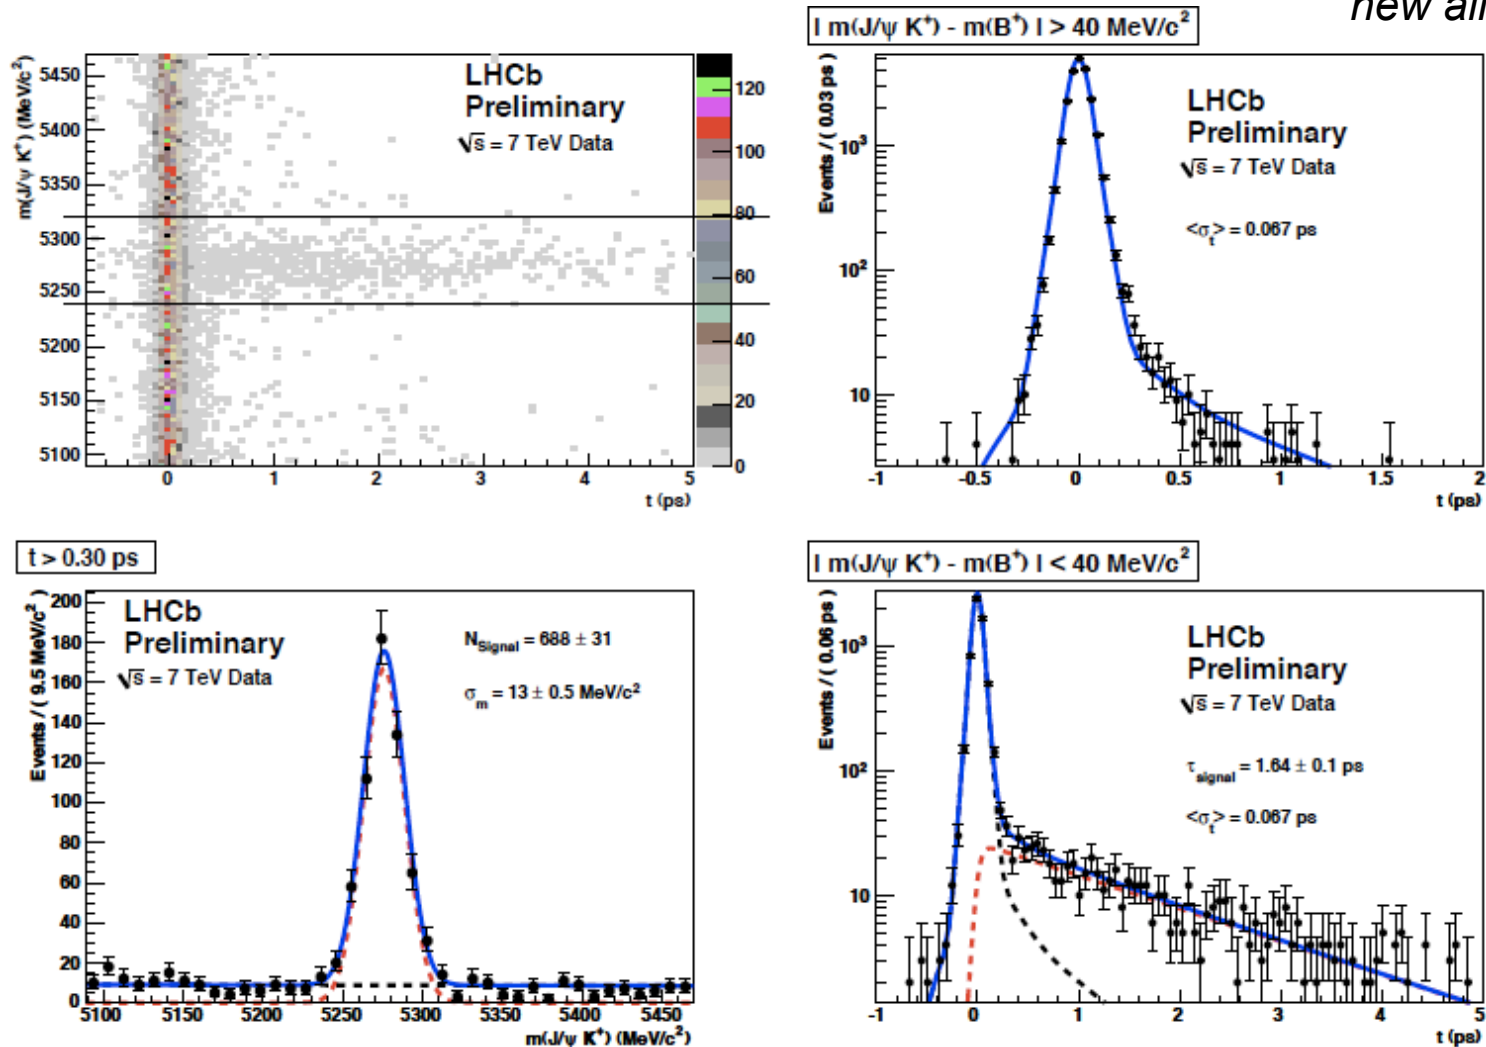 new all
| m(J/ψ K⁺) - m(B⁺) | > 40 MeV/c²
m(J/ψ K⁺) (MeV/c²)
5450
5400
5350
5300
5250
5200
5150
5100
LHCb
Preliminary
√s = 7 TeV Data
120
100
80
60
40
20
0
0 1 2 3 4 5
t (ps)
Events / ( 0.03 ps )
10³
10²
10
LHCb
Preliminary
√s = 7 TeV Data
<σt> = 0.067 ps
-1 -0.5 0 0.5 1 1.5 2
t (ps)
t > 0.30 ps
Events / ( 9.5 MeV/c² )
200
180
160
140
120
100
80
60
40
20
0
LHCb
Preliminary
√s = 7 TeV Data
N_Signal = 688 ± 31
σ_m = 13 ± 0.5 MeV/c²
5100 5150 5200 5250 5300 5350 5400 5450
m(J/ψ K⁺) (MeV/c²)
| m(J/ψ K⁺) - m(B⁺) | < 40 MeV/c²
Events / ( 0.06 ps )
10³
10²
10
LHCb
Preliminary
√s = 7 TeV Data
τ_signal = 1.64 ± 0.1 ps
<σt> = 0.067 ps
-1 0 1 2 3 4 5
t (ps)